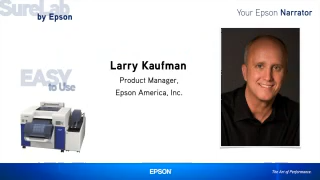 SureLab
by Epson
Your Epson Narrator
Larry Kaufman
Product Manager,
Epson America, Inc.
EASY
to Use
EPSON
The Art of Performance.